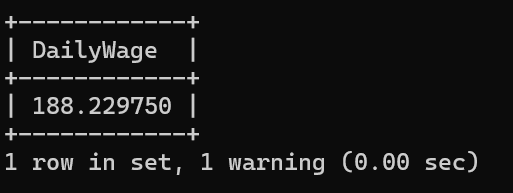 +------------+
| DailyWage  |
+------------+
| 188.229750 |
+------------+
1 row in set, 1 warning (0.00 sec)